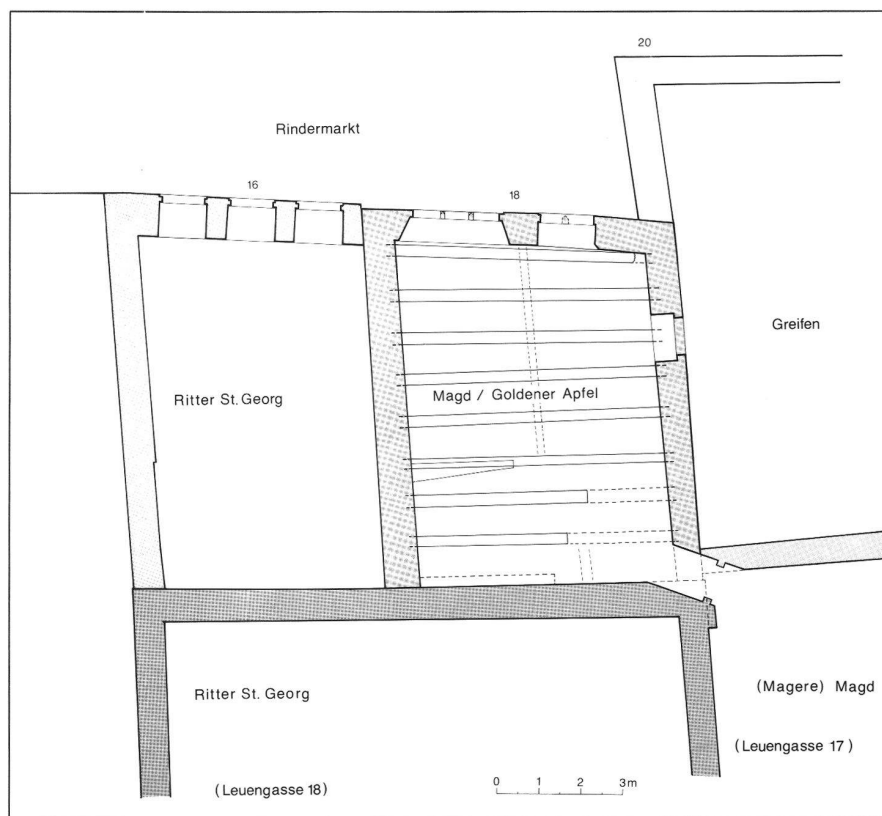 20
Rindermarkt
16
18
Greifen
Ritter St. Georg
Magd / Goldener Apfel
Ritter St. Georg
(Magere) Magd
(Leuengasse 17)
(Leuengasse 18)
0 1 2 3m